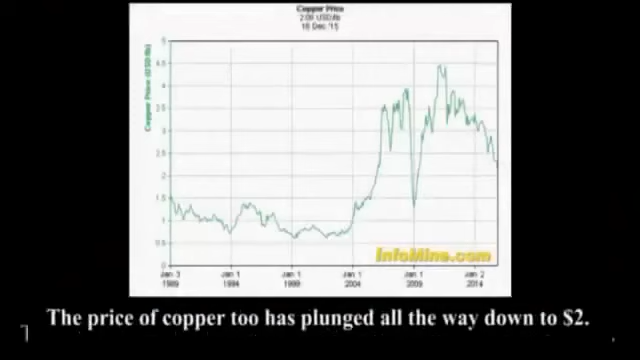 Copper Price
2.09 USD/lb
18 Dec '15
Copper Price (USD/lb)
5
4.5
4
3.5
3
2.5
2
1.5
1
0.5
0
Jan 3 Jan 1 Jan 1 Jan 1 Jan 1 Jan 2
1989 1994 1999 2004 2009 2014
InfoMine.com
The price of copper too has plunged all the way down to $2.